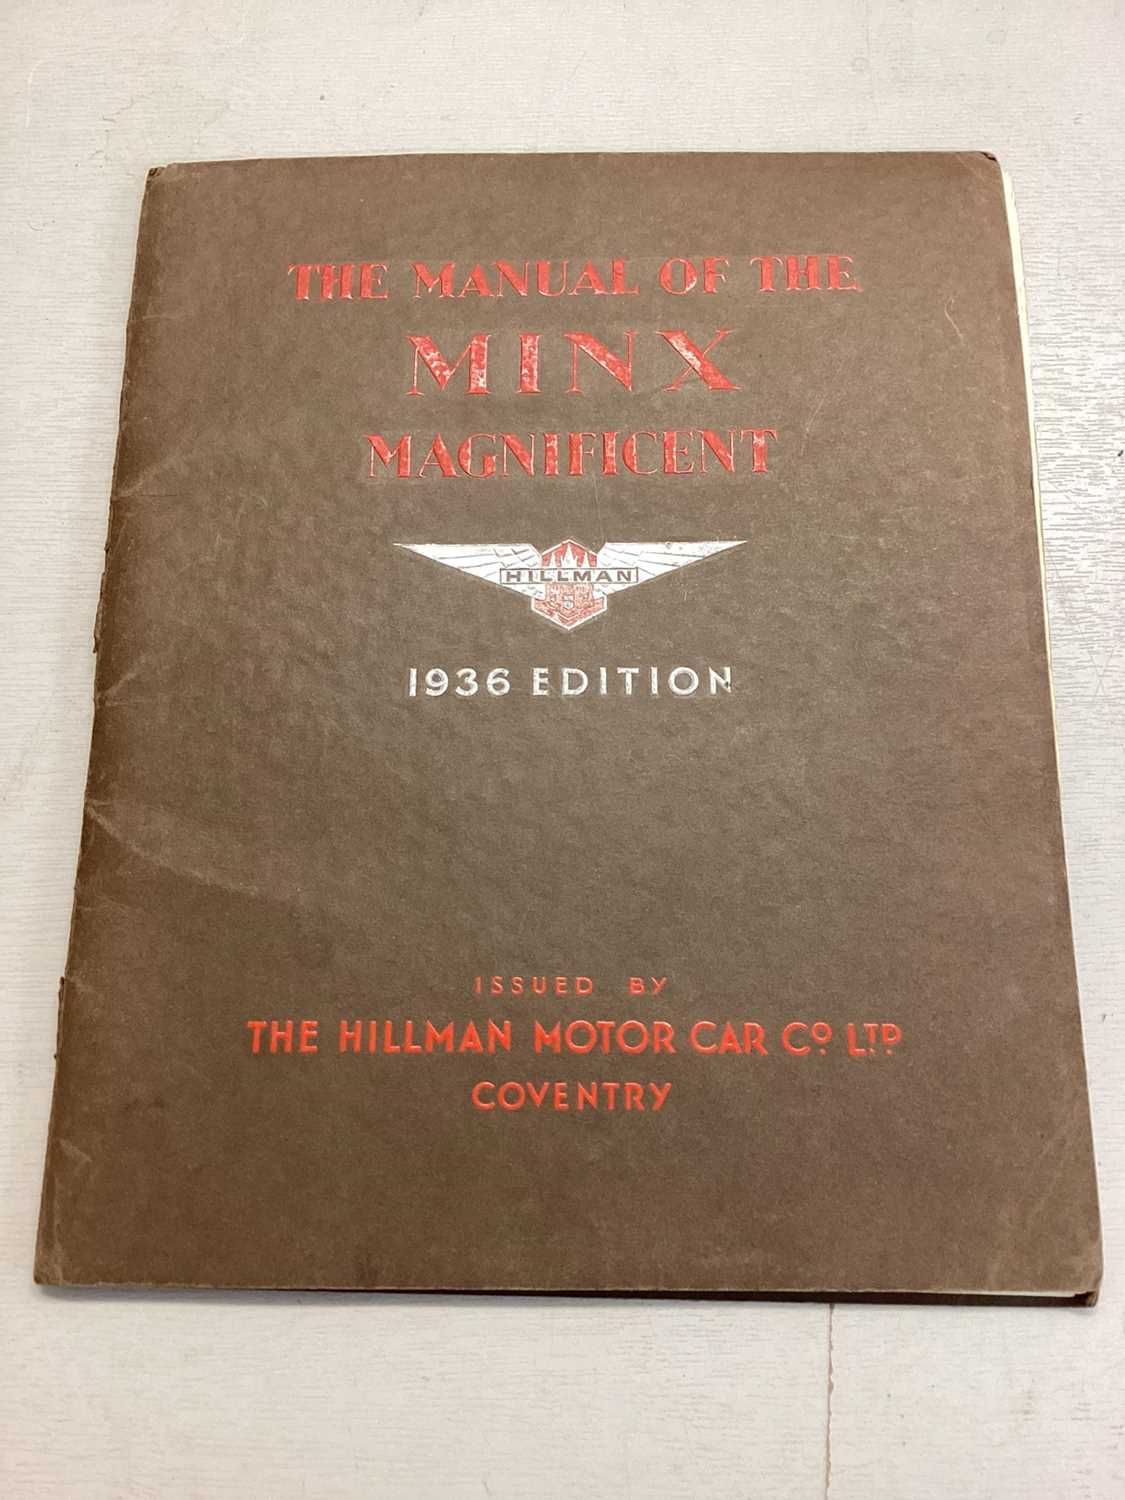 THE MANUAL OF THE
MINX
MAGNIFICENT
HILLMAN
1936 EDITION
ISSUED BY
THE HILLMAN MOTOR CAR CO. LTD
COVENTRY